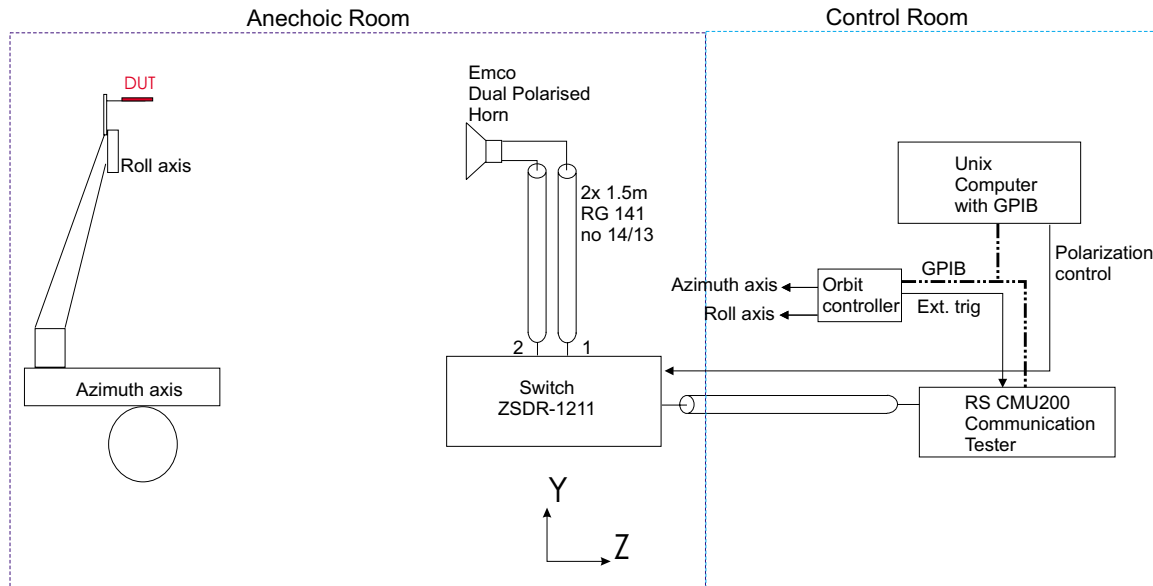 Anechoic Room
Control Room
DUT
Roll axis
Azimuth axis
Emco
Dual Polarised
Horn
2x 1.5m
RG 141
no 14/13
2
1
Switch
ZSDR-1211
Y
Z
Unix
Computer
with GPIB
Polarization
control
GPIB
Azimuth axis
Roll axis
Orbit
controller
Ext. trig
RS CMU200
Communication
Tester